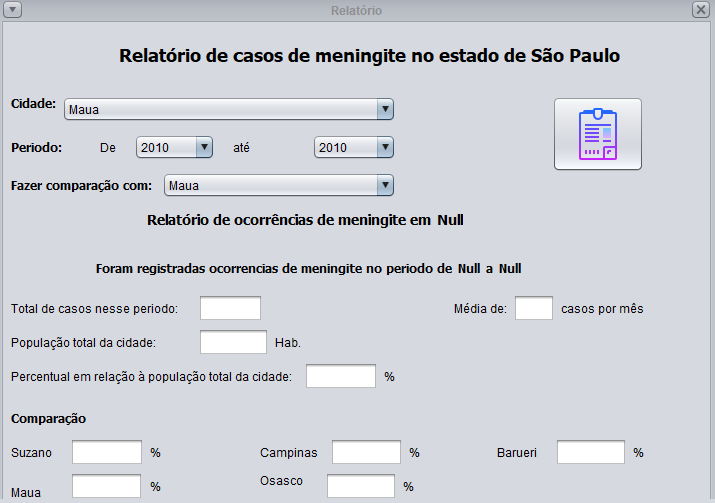 Relatório
Relatório de casos de meningite no estado de São Paulo
Cidade: Maua
Periodo: De 2010 até 2010
Fazer comparação com: Maua
Relatório de ocorrências de meningite em Null
Foram registradas ocorrencias de meningite no periodo de Null a Null
Total de casos nesse periodo: Média de: casos por mês
População total da cidade: Hab.
Percentual em relação à população total da cidade: %
Comparação
Suzano % Campinas % Barueri %
Maua % Osasco %